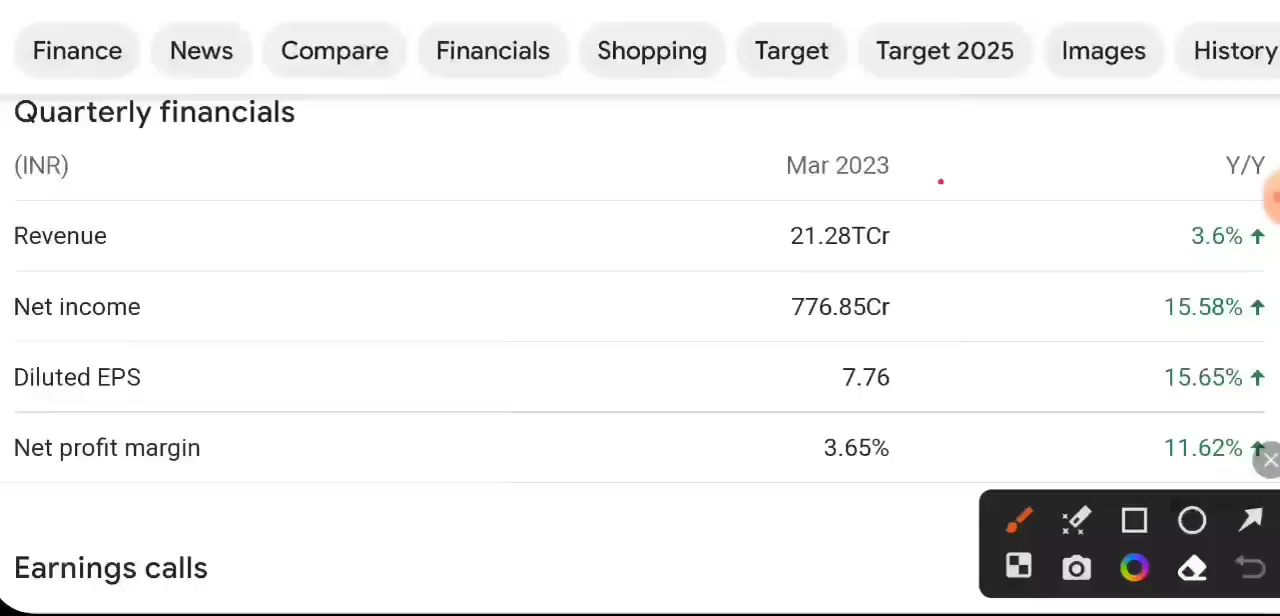 Finance News Compare Financials Shopping Target Target 2025 Images History
Quarterly financials
(INR) Mar 2023 Y/Y
Revenue 21.28TCr 3.6%
Net income 776.85Cr 15.58%
Diluted EPS 7.76 15.65%
Net profit margin 3.65% 11.62%
Earnings calls